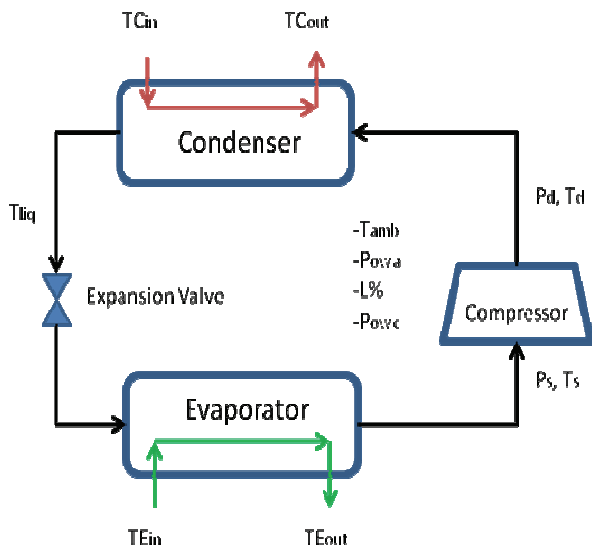 TCin TCout
Condenser
Tliq
Pd, Td
-Tamb
-Powa
-L%
-Powc
Expansion Valve
Compressor
Ps, Ts
Evaporator
TEin TEout